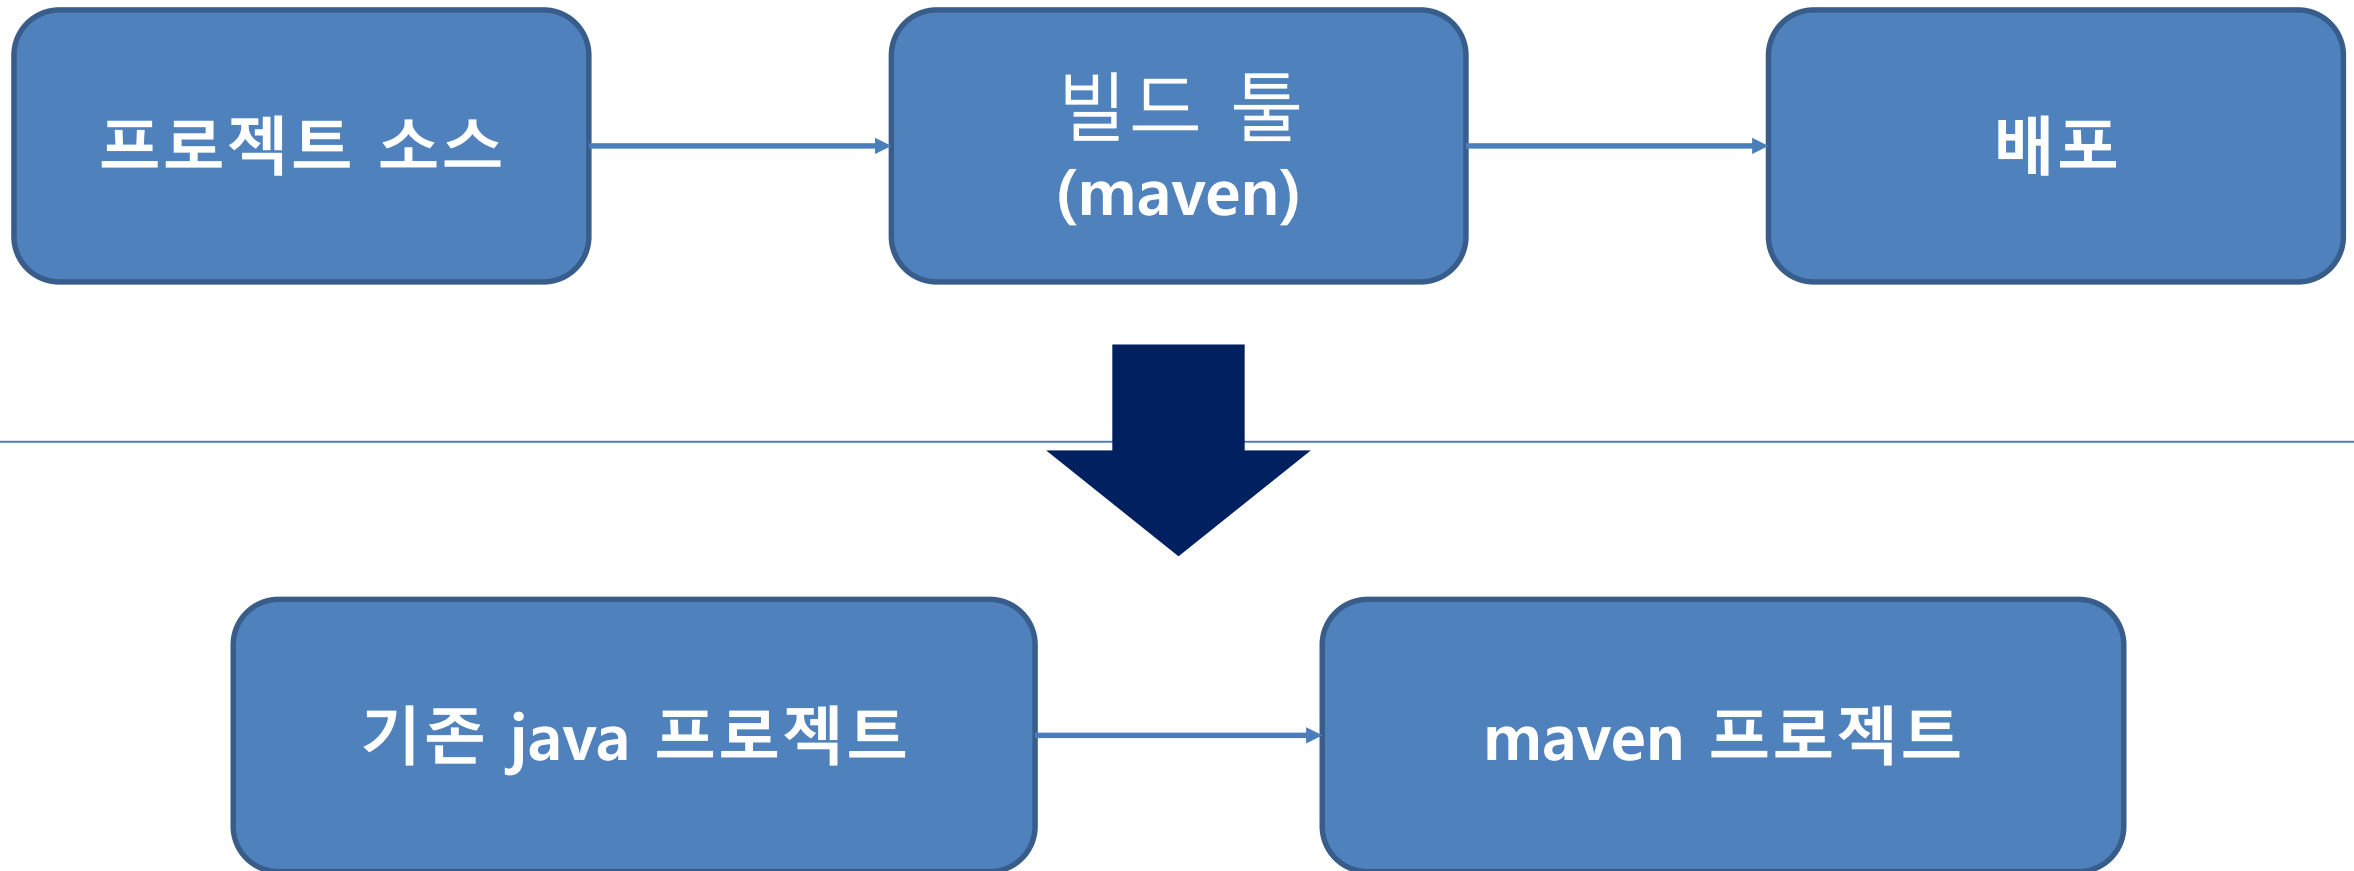 프로젝트 소스
빌드 툴
(maven)
배포
기존 java 프로젝트
maven 프로젝트